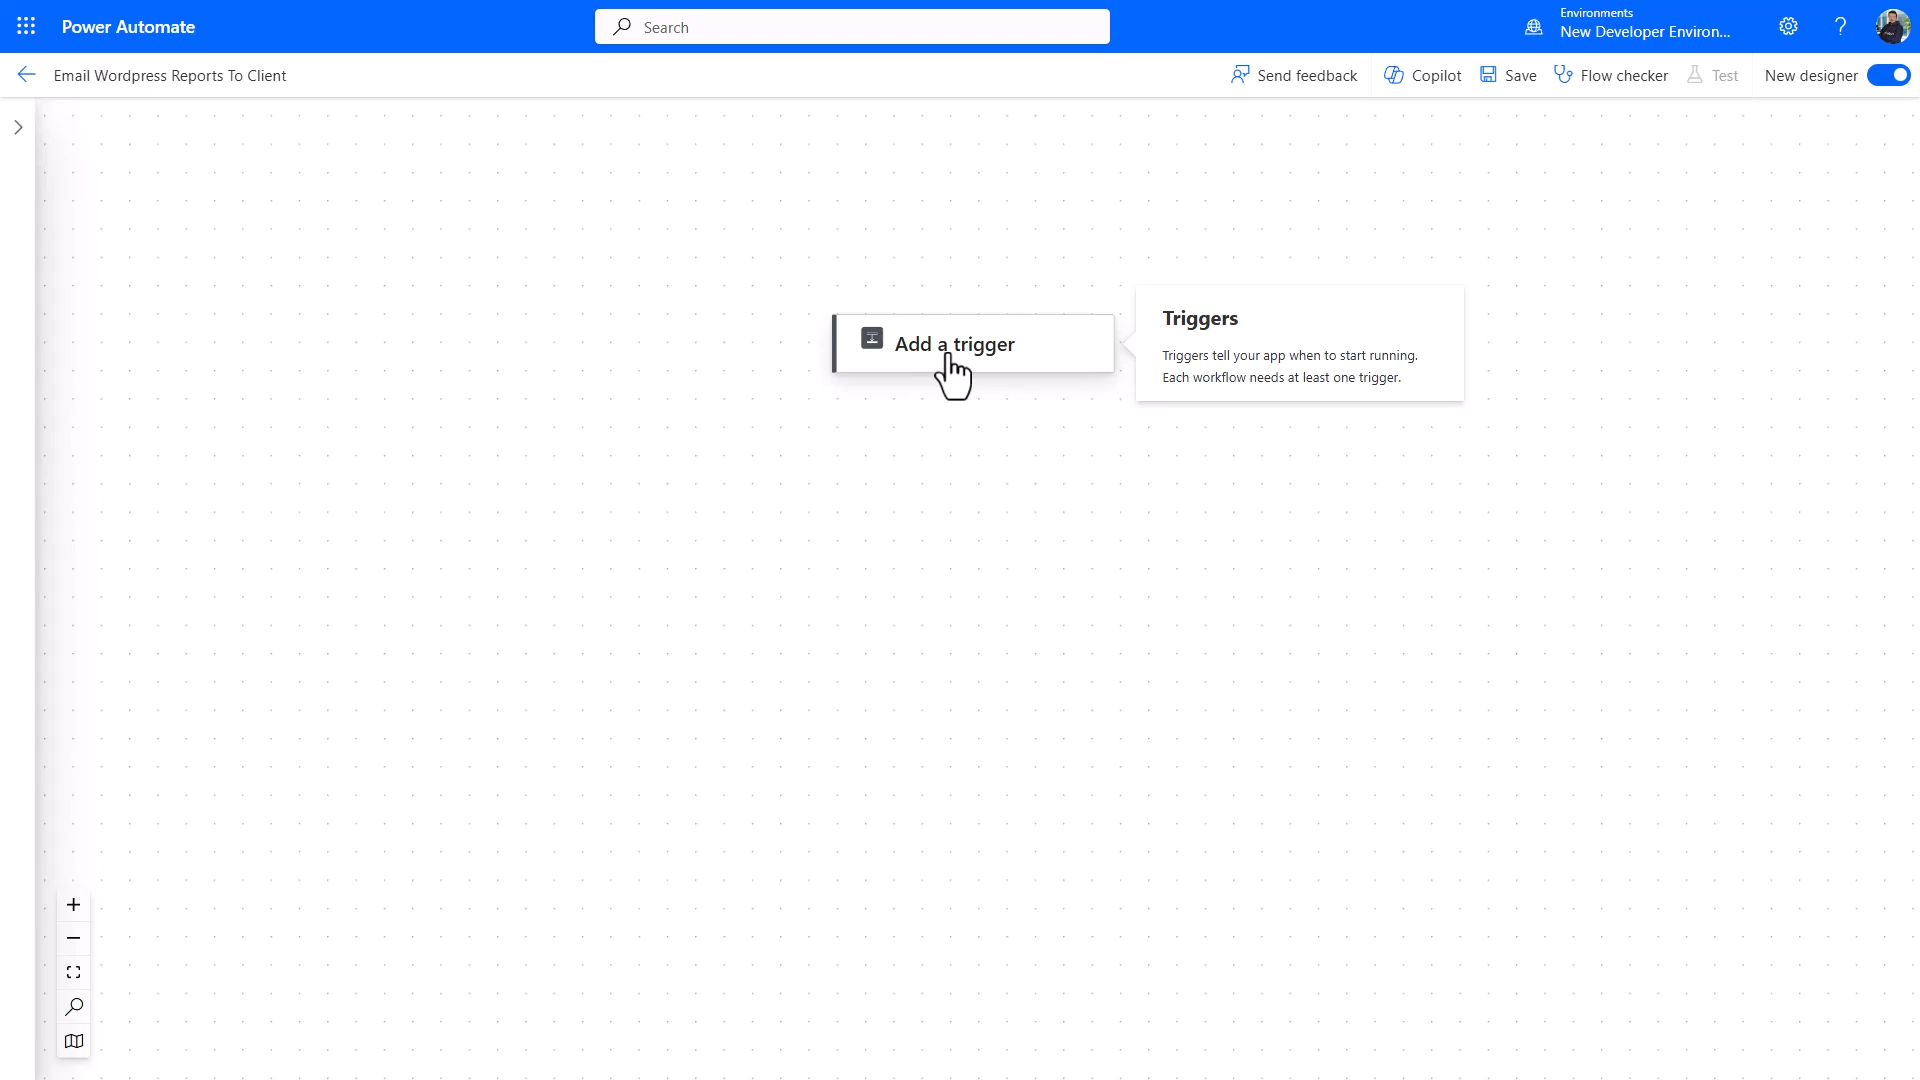 Power Automate
Search
Environments
New Developer Environ...
?
Email Wordpress Reports To Client
Send feedback
Copilot
Save
Flow checker
Test
New designer
Add a trigger
Triggers
Triggers tell your app when to start running.
Each workflow needs at least one trigger.